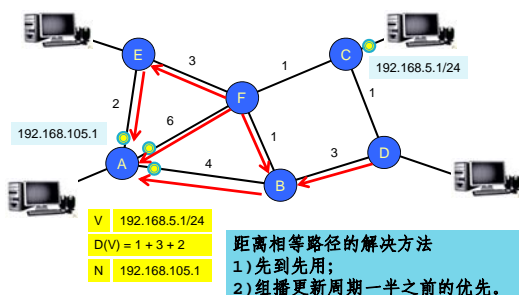 E
3
C
1
192.168.5.1/24
2
F
6
1
192.168.105.1
1
A
4
3
D
B
V 192.168.5.1/24
D(V) = 1 + 3 + 2
N 192.168.105.1
距离相等路径的解决方法
1)先到先用;
2)组播更新周期一半之前的优先。